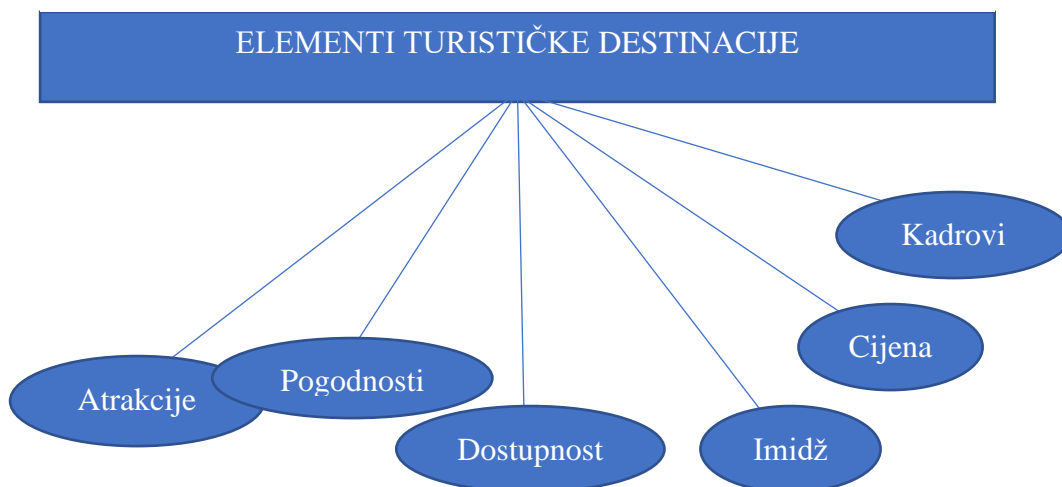 ELEMENTI TURISTIČKE DESTINACIJE
Kadrovi
Cijena
Pogodnosti
Atrakcije
Dostupnost
Imidž